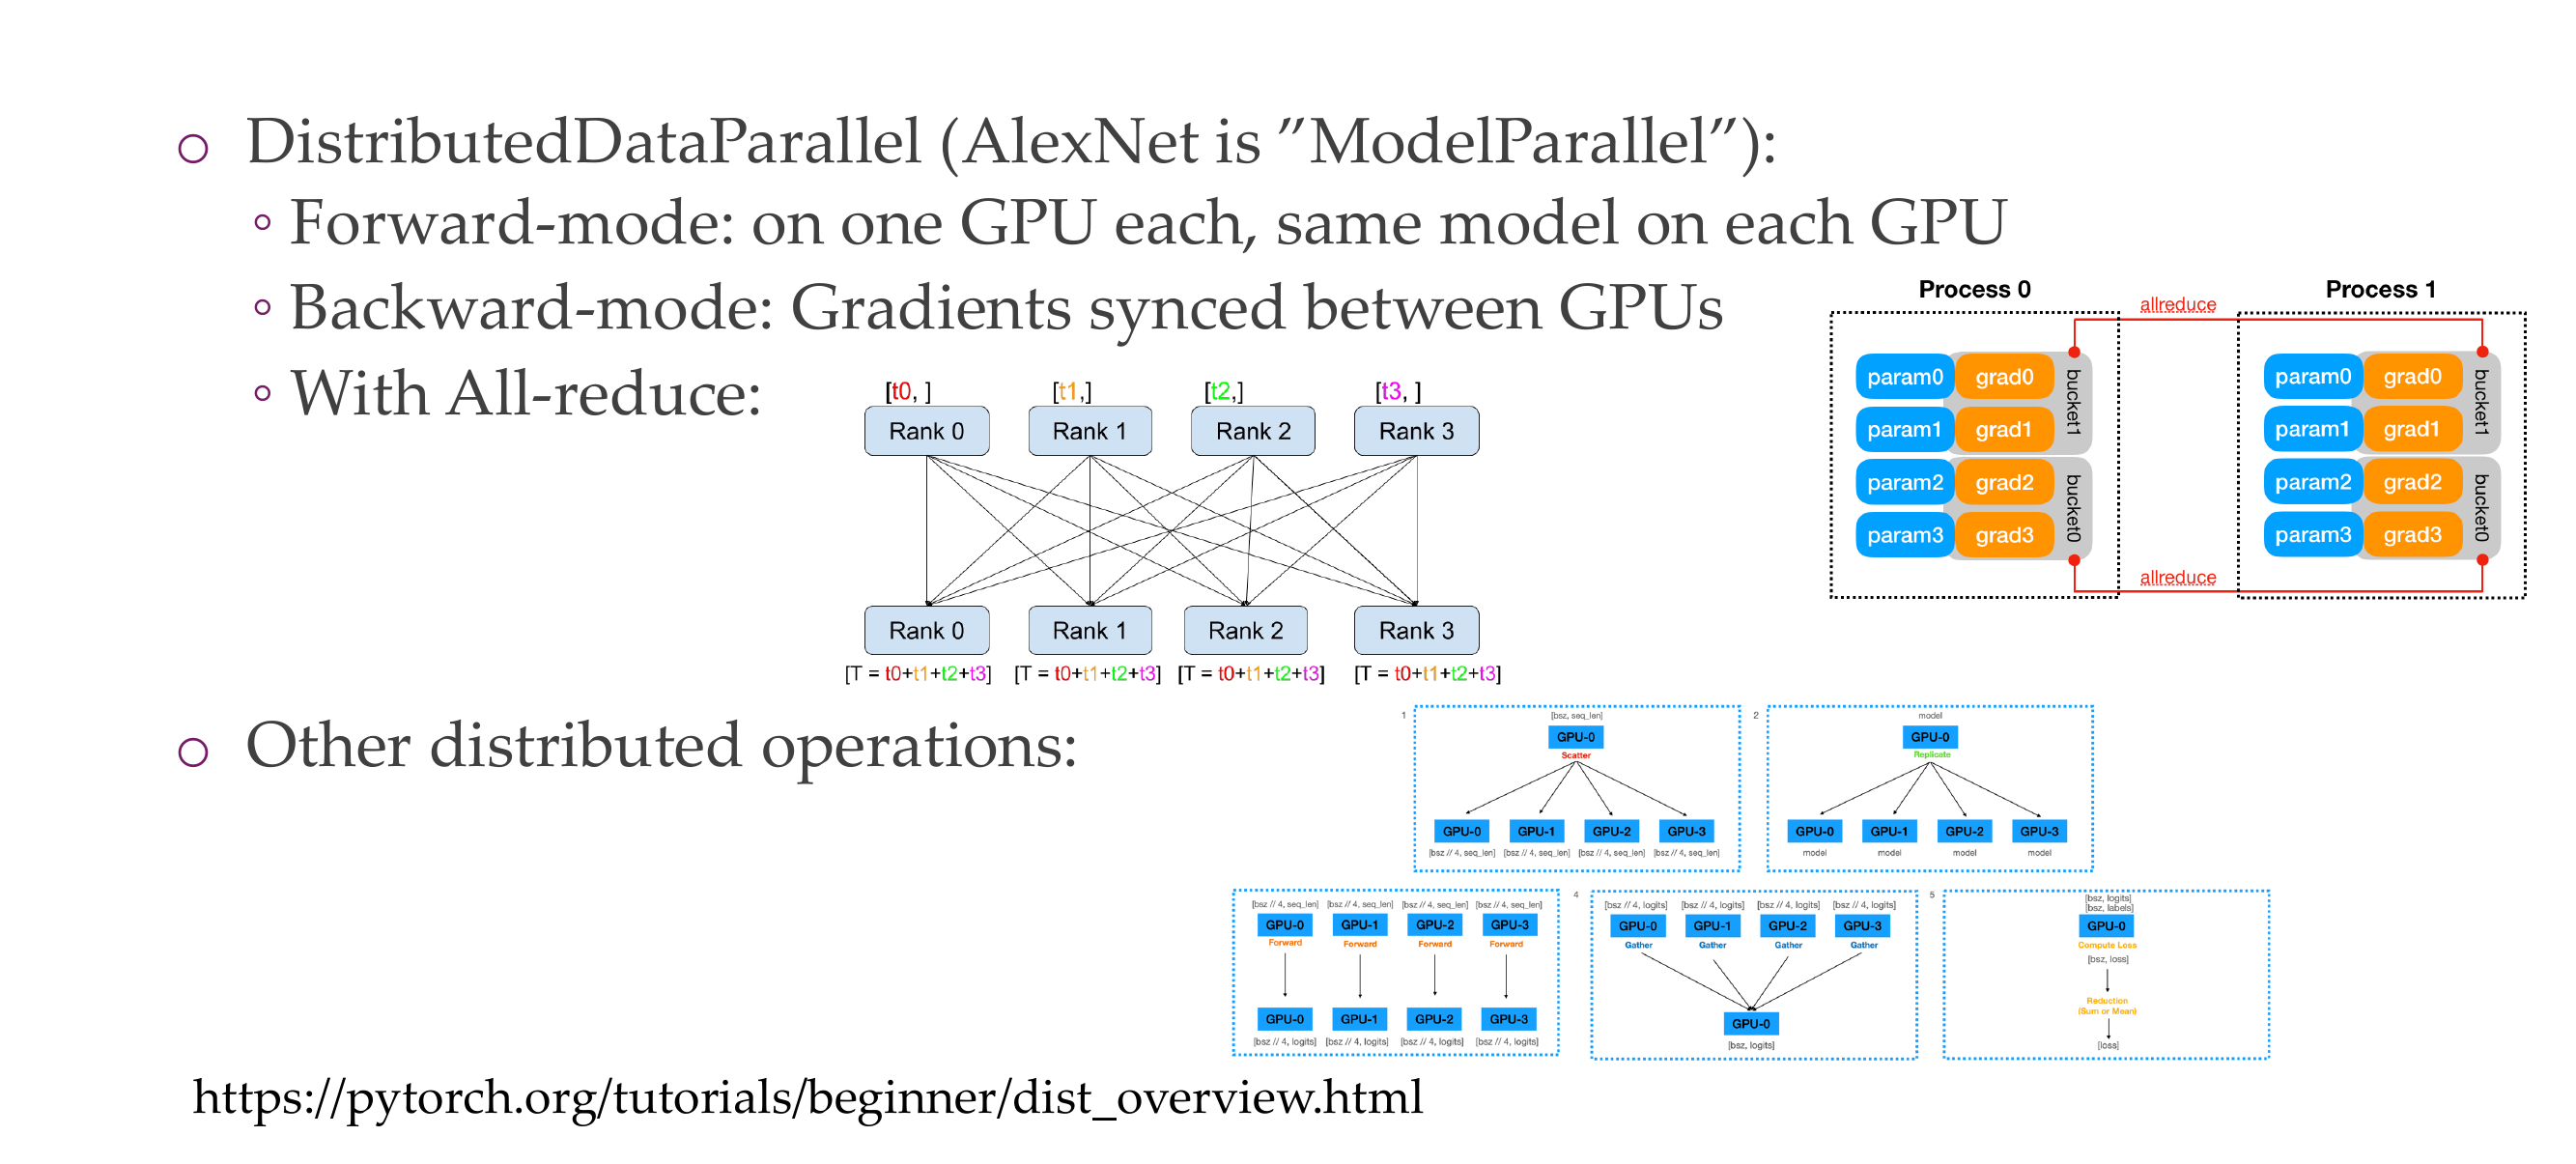 DistributedDataParallel (AlexNet is ”ModelParallel”):
Forward-mode: on one GPU each, same model on each GPU
Backward-mode: Gradients synced between GPUs
With All-reduce:
[t0, ] [t1,] [t2,] [t3, ]
Rank 0 Rank 1 Rank 2 Rank 3
Rank 0 Rank 1 Rank 2 Rank 3
[T = t0+t1+t2+t3] [T = t0+t1+t2+t3] [T = t0+t1+t2+t3] [T = t0+t1+t2+t3]
Process 0 Process 1
allreduce
param0 grad0 param0 grad0
param1 grad1 param1 grad1
bucket1 bucket1
param2 grad2 param2 grad2
param3 grad3 param3 grad3
bucket0 bucket0
allreduce
Other distributed operations:
1
[bsz, seq_len]
GPU-0
Scatter
GPU-0 GPU-1 GPU-2 GPU-3
[bsz // 4, seq_len] [bsz // 4, seq_len] [bsz // 4, seq_len] [bsz // 4, seq_len]
2
model
GPU-0
Replicate
GPU-0 GPU-1 GPU-2 GPU-3
model model model model
[bsz // 4, seq_len] [bsz // 4, seq_len] [bsz // 4, seq_len] [bsz // 4, seq_len]
GPU-0 GPU-1 GPU-2 GPU-3
Forward Forward Forward Forward
GPU-0 GPU-1 GPU-2 GPU-3
[bsz // 4, logits] [bsz // 4, logits] [bsz // 4, logits] [bsz // 4, logits]
4
[bsz // 4, logits] [bsz // 4, logits] [bsz // 4, logits] [bsz // 4, logits]
GPU-0 GPU-1 GPU-2 GPU-3
Gather Gather Gather Gather
GPU-0
[bsz, logits]
5
[bsz, logits]
[bsz, labels]
GPU-0
Compute Loss
[bsz, loss]
Reduction
(Sum or Mean)
[loss]
https://pytorch.org/tutorials/beginner/dist_overview.html